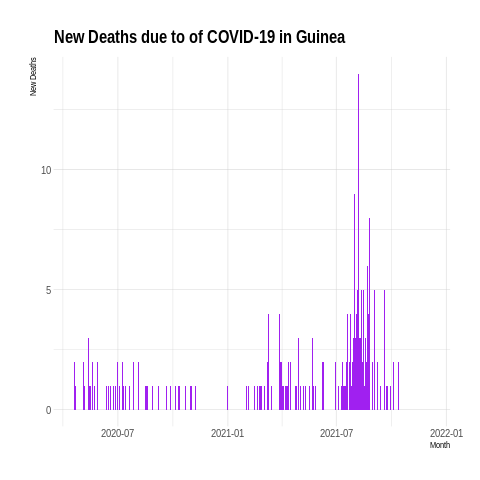 New Deaths due to of COVID-19 in Guinea
New Deaths
10
5
0
2020-07 2021-01 2021-07 2022-01
Month